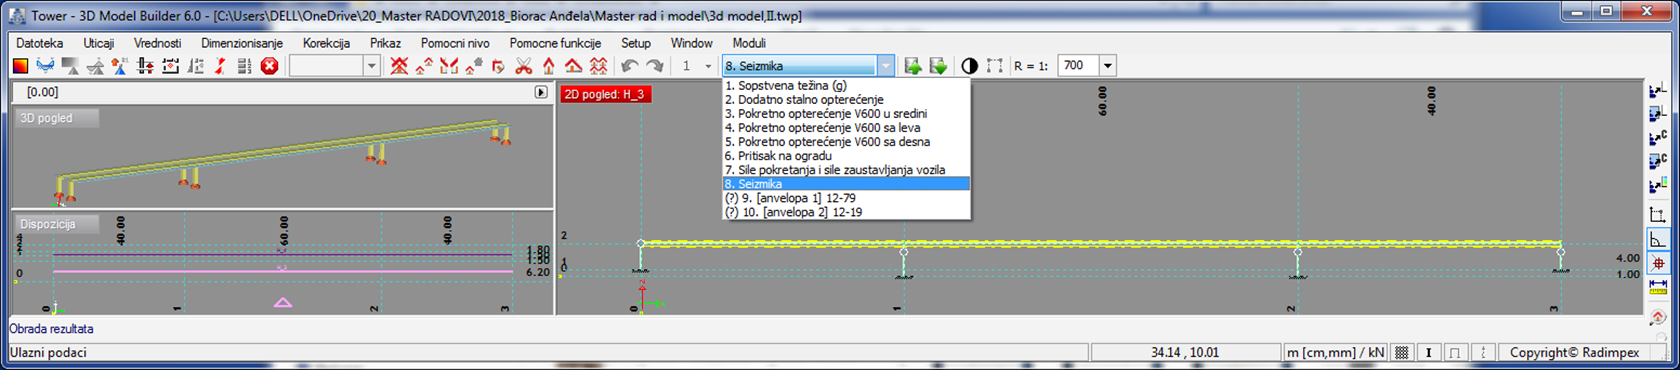 Tower - 3D Model Builder 6.0 - [C:\Users\DELL\OneDrive\20_Master RADOVI\2018_Biorac Anđela\Master rad i model\3d model,II.twp]
Datoteka Uticaji Vrednosti Dimenzionisanje Korekcija Prikaz Pomocni nivo Pomocne funkcije Setup Window Moduli
1 8. Seizmika R = 1: 700
[0.00]
3D pogled
2D pogled: H_3
1. Sopstvena težina (g)
2. Dodatno stalno opterećenje
3. Pokretno opterećenje V600 u sredini
4. Pokretno opterećenje V600 sa leva
5. Pokretno opterećenje V600 sa desna
6. Pritisak na ogradu
7. Sile pokretanja i sile zaustavljanja vozila
8. Seizmika
(?) 9. [anvelopa 1] 12-79
(?) 10. [anvelopa 2] 12-19
60.00
40.00
Dispozicija
40.00
60.00
40.00
0
6.20
0
1
2
3
2
1
0
4.00
1.00
0
1
2
3
Obrada rezultata
Ulazni podaci
34.14 , 10.01
m [cm,mm] / kN
Copyright© Radimpex